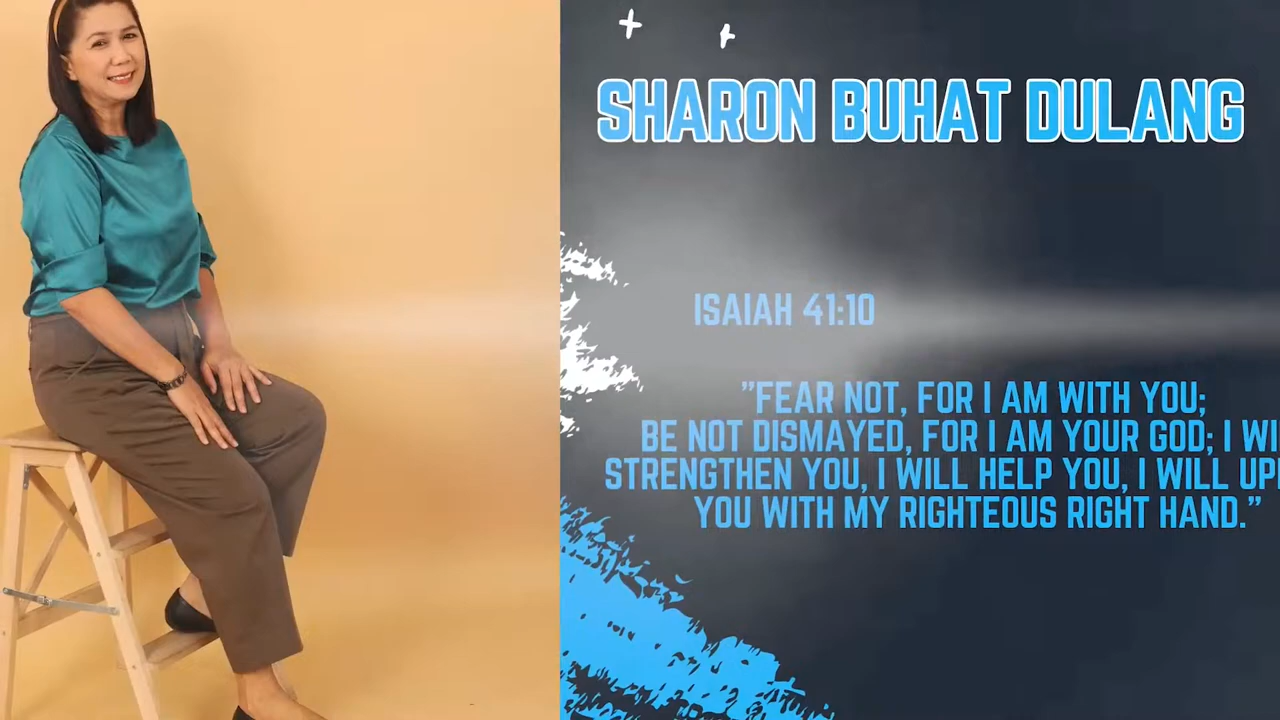 SHARON BUHAT DULANG
ISAIAH 41:10
"FEAR NOT, FOR I AM WITH YOU;
BE NOT DISMAYED, FOR I AM YOUR GOD; I
STRENGTHEN YOU, I WILL HELP YOU, I WILL
YOU WITH MY RIGHTEOUS RIGHT HAND."